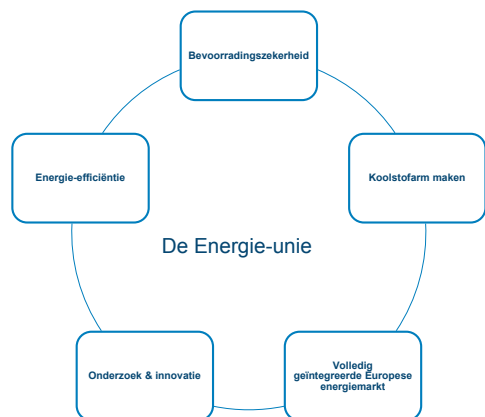 Bevoorradingszekerheid
Energie-efficiëntie
Koolstofarm maken
De Energie-unie
Onderzoek & innovatie
Volledig
geïntegreerde Europese
energiemarkt